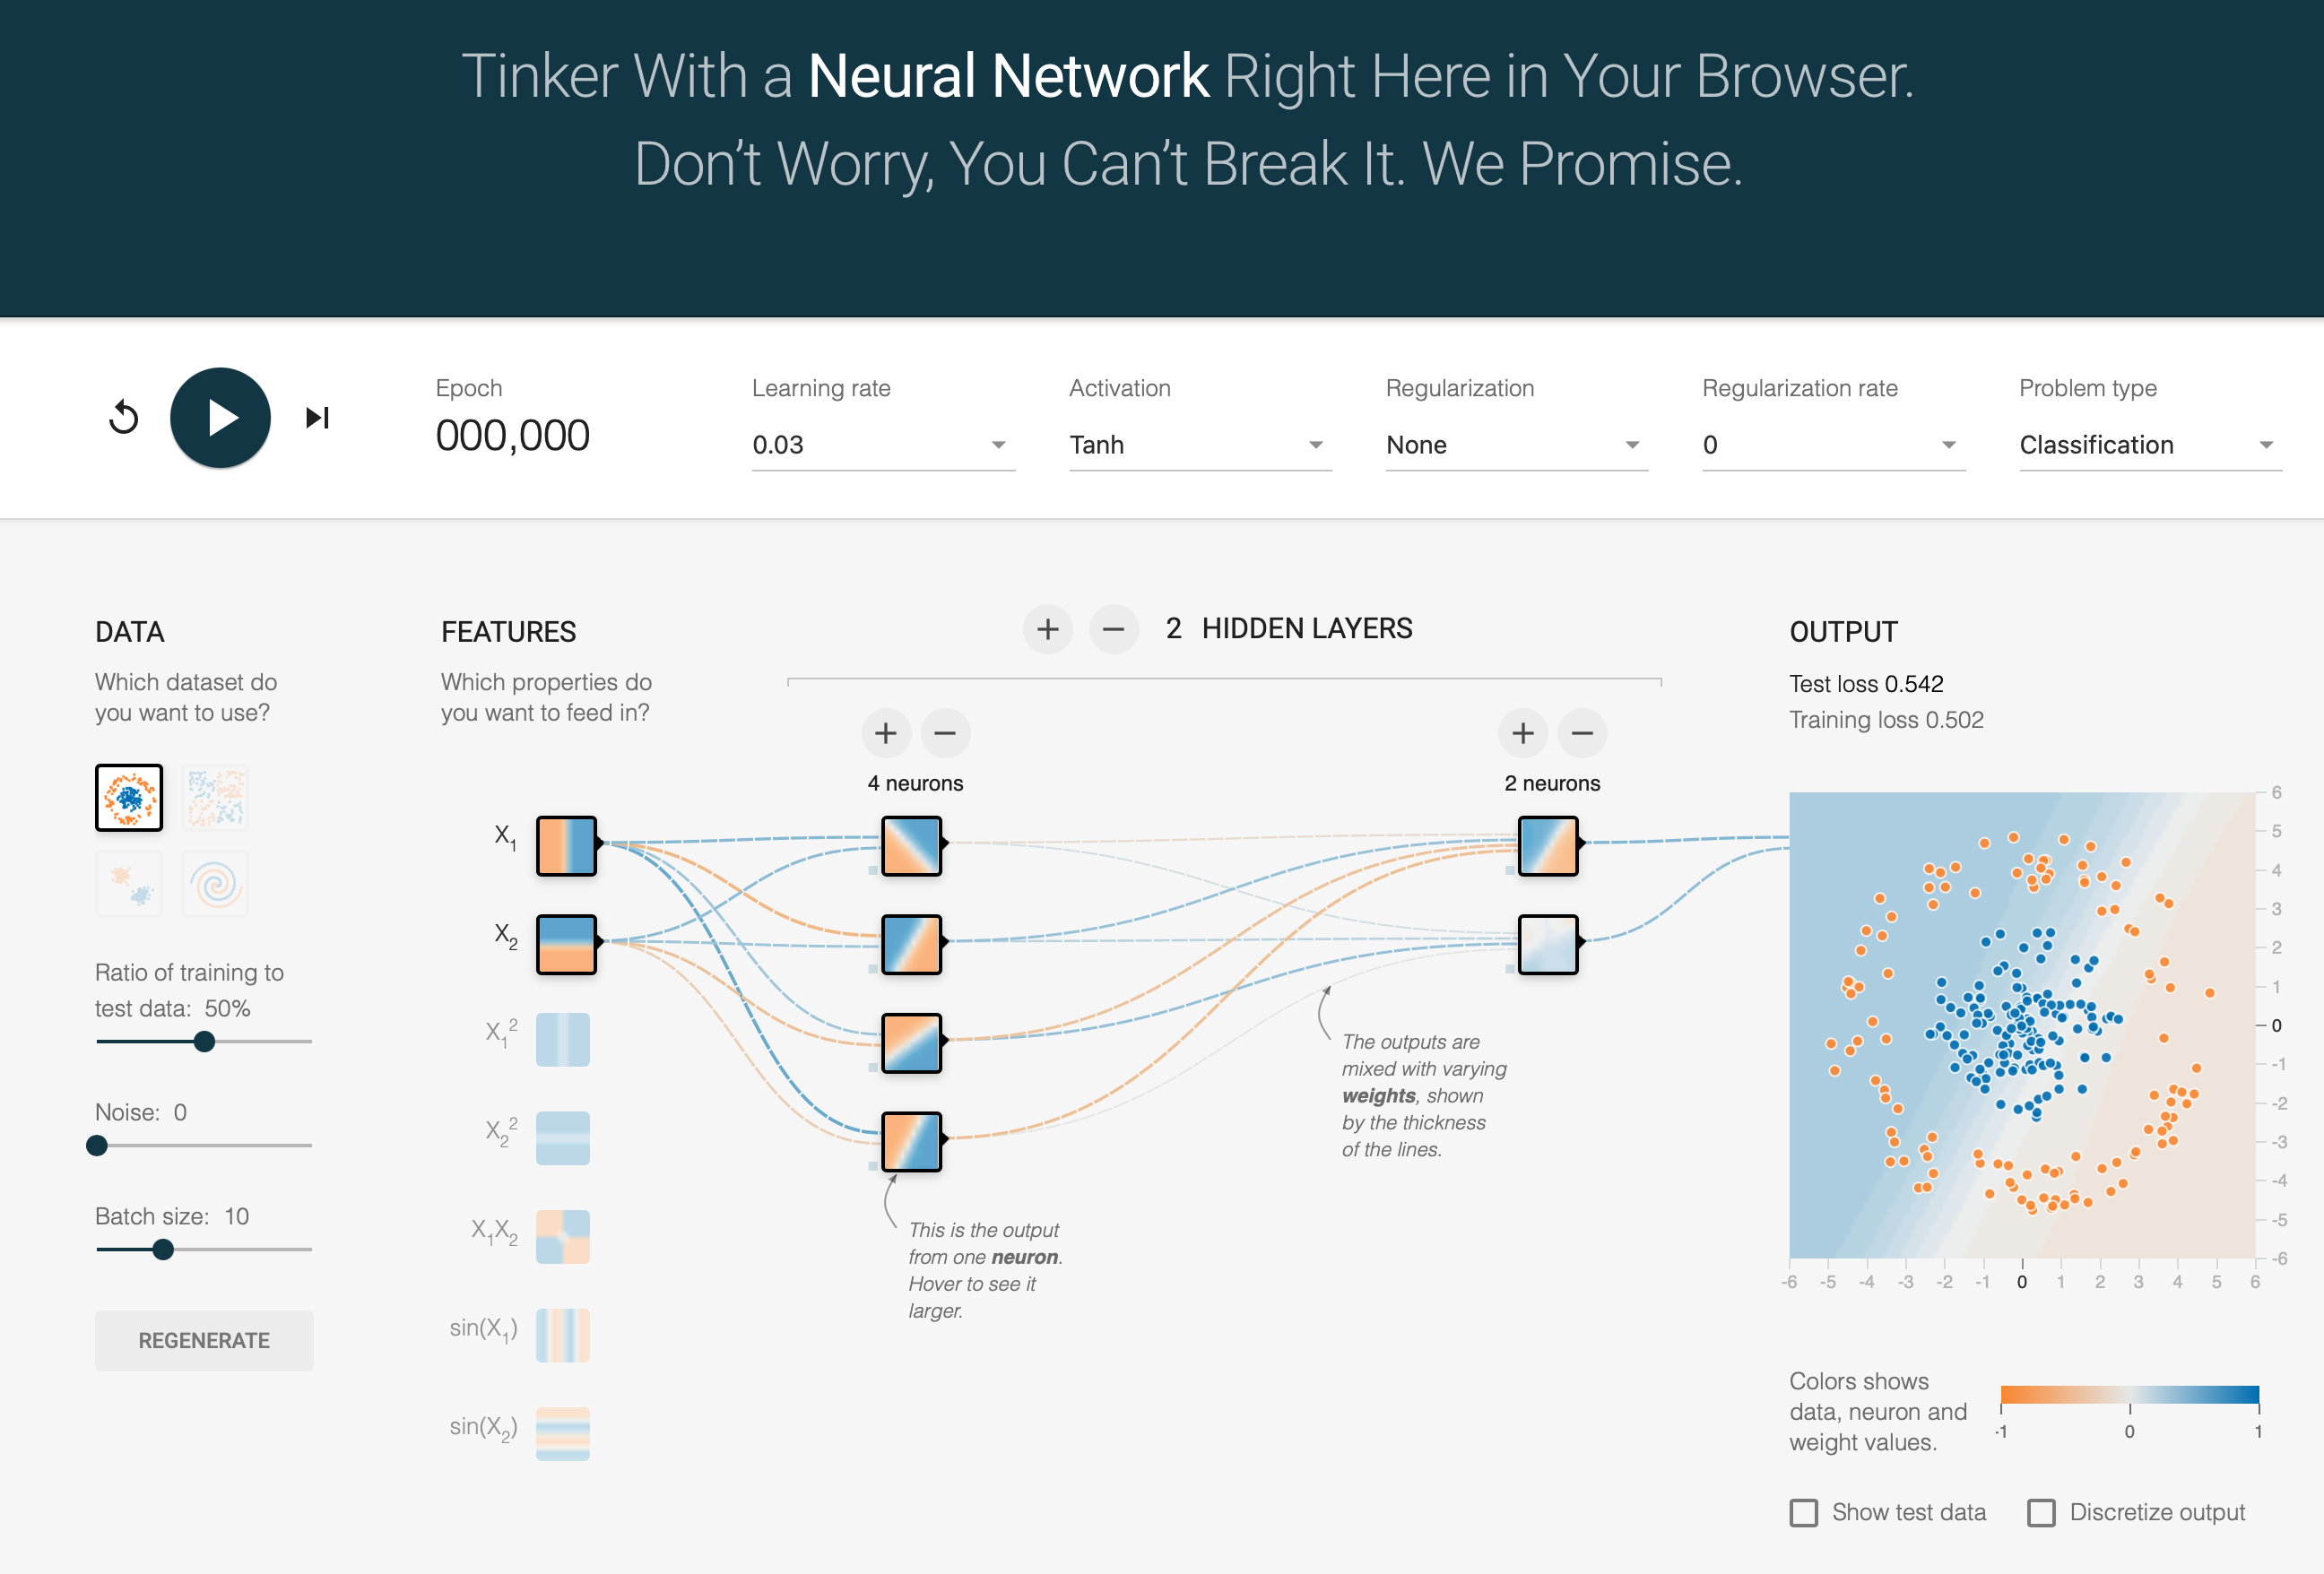 Tinker With a Neural Network Right Here in Your Browser.
Don’t Worry, You Can’t Break It. We Promise.
Epoch
000,000
Learning rate
0.03
Activation
Tanh
Regularization
None
Regularization rate
0
Problem type
Classification
DATA
Which dataset do
you want to use?
Ratio of training to
test data: 50%
Noise: 0
Batch size: 10
REGENERATE
FEATURES
Which properties do
you want to feed in?
X1
X2
X1²
X2²
X1X2
sin(X1)
sin(X2)
+ − 2 HIDDEN LAYERS
+ −
4 neurons
+ −
2 neurons
This is the output
from one neuron.
Hover to see it
larger.
The outputs are
mixed with varying
weights, shown
by the thickness
of the lines.
OUTPUT
Test loss 0.542
Training loss 0.502
6
5
4
3
2
1
0
-1
-2
-3
-4
-5
-6
-6 -5 -4 -3 -2 -1 0 1 2 3 4 5 6
Colors shows
data, neuron and
weight values.
-1 0 1
Show test data
Discretize output